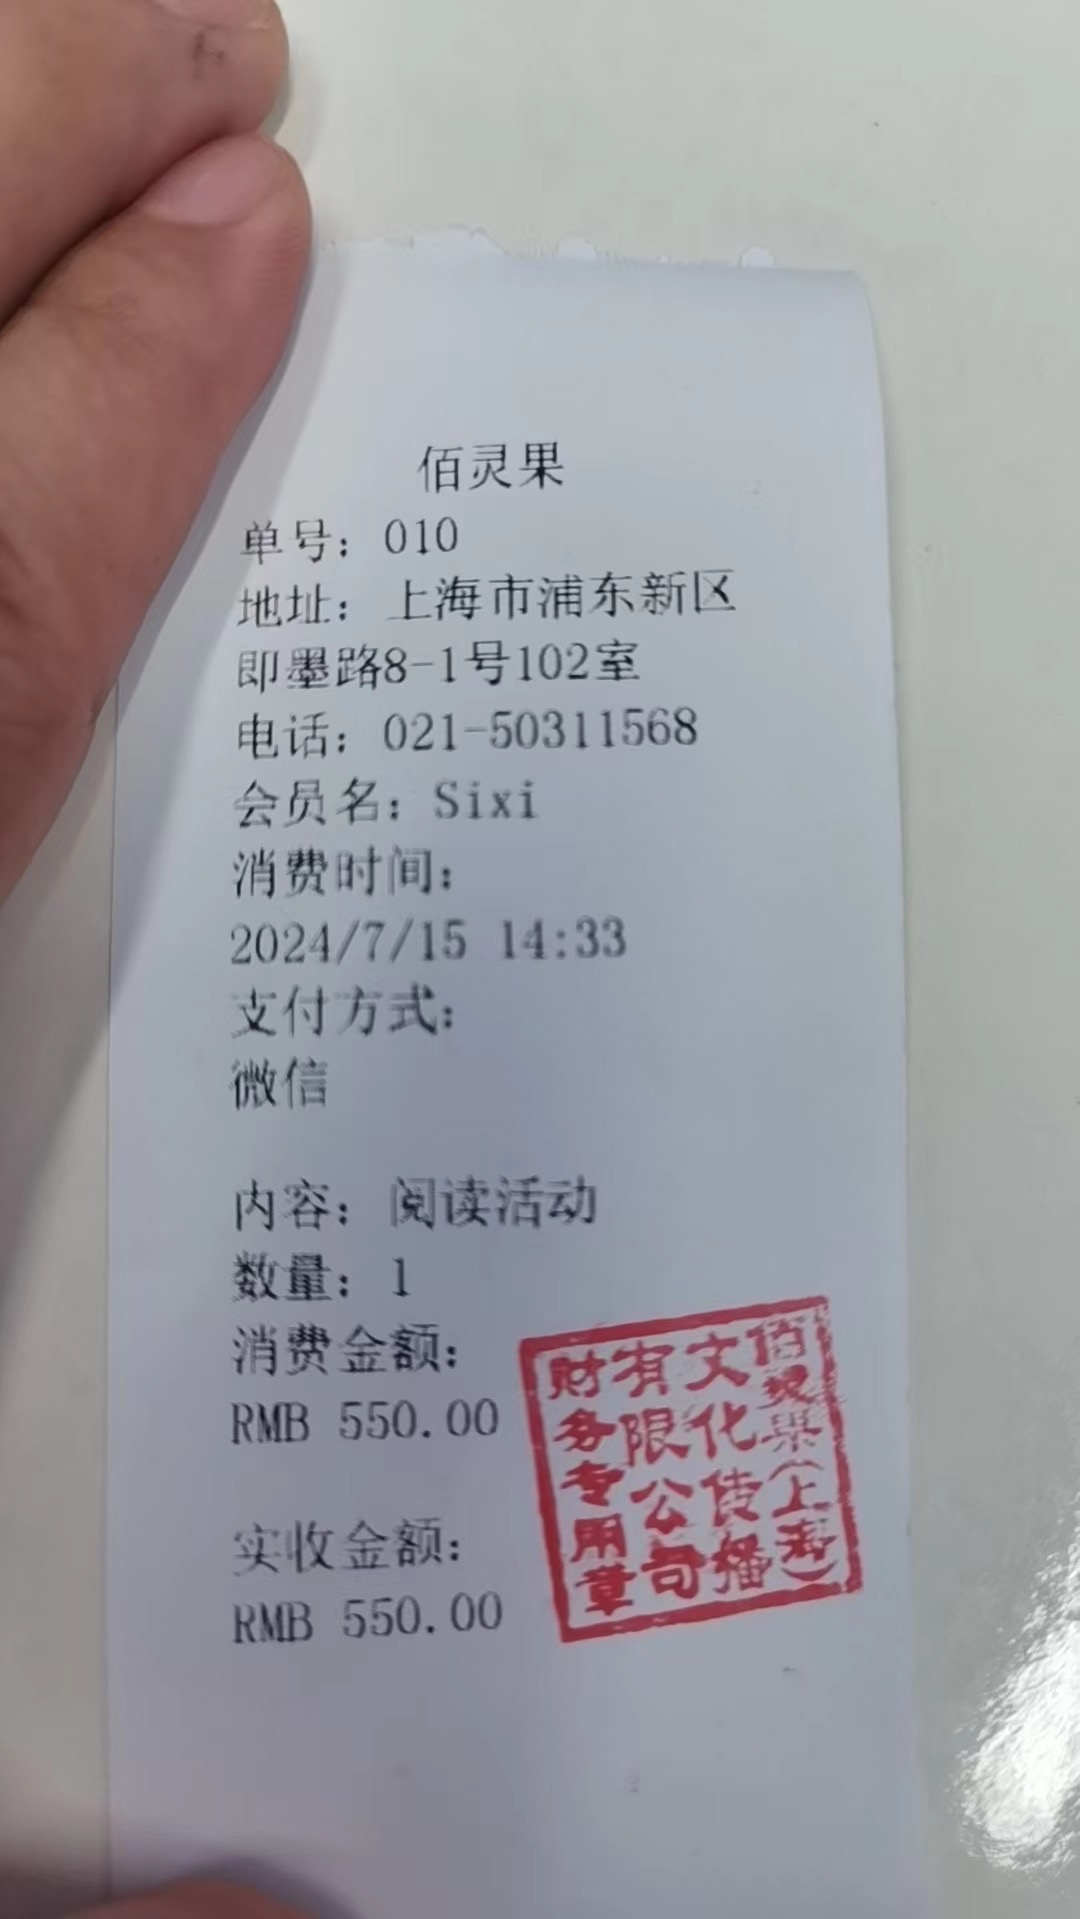 佰灵果
单号：010
地址：上海市浦东新区
即墨路8-1号102室
电话：021-50311568
会员名：Sixi
消费时间：
2024/7/15 14:33
支付方式：
微信
内容：阅读活动
数量：1
消费金额：
RMB 550.00
实收金额：
RMB 550.00
佰灵果（上海）
文化传播
有限公司
财务专用章